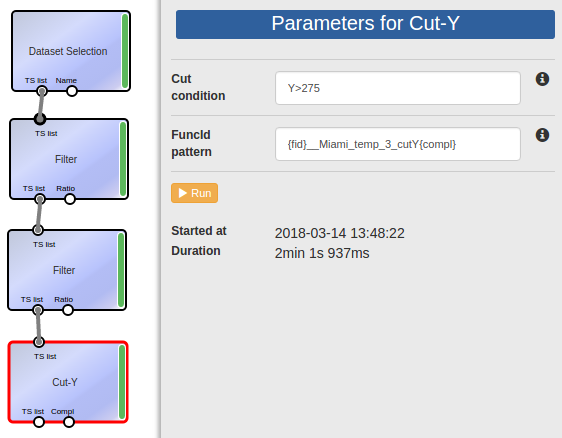 Dataset Selection
TS list Name
TS list
Filter
TS list Ratio
TS list
Filter
TS list Ratio
TS list
Cut-Y
TS list Compl
Parameters for Cut-Y
Cut condition
Y>275
FuncId pattern
{fid}__Miami_temp_3_cutY{compl}
Run
Started at 2018-03-14 13:48:22
Duration 2min 1s 937ms